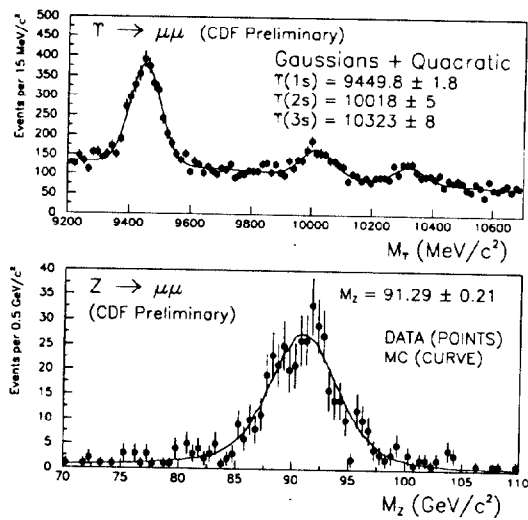 ϒ → μμ (CDF Preliminary)
Gaussians + Quacratic
ϒ(1s) = 9449.8 ± 1.8
ϒ(2s) = 10018 ± 5
ϒ(3s) = 10323 ± 8
Events per 15 MeV/c²
400
350
300
250
200
150
100
50
0
9200 9400 9600 9800 10000 10200 10400 10600
M_ϒ (MeV/c²)
Z → μμ
(CDF Preliminary)
M_Z = 91.29 ± 0.21
DATA (POINTS)
MC (CURVE)
Events per 0.5 GeV/c²
40
35
30
25
20
15
10
5
0
70 75 80 85 90 95 100 105 110
M_Z (GeV/c²)